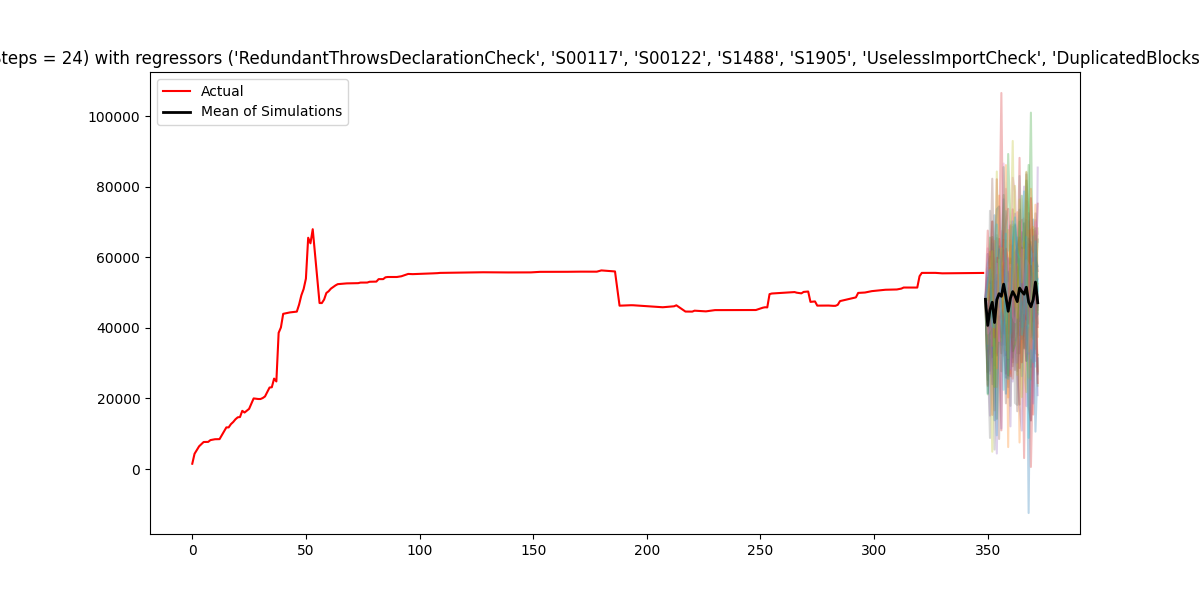 teps = 24) with regressors ('RedundantThrowsDeclarationCheck', 'S00117', 'S00122', 'S1488', 'S1905', 'UselessImportCheck', 'DuplicatedBlocks
Actual
Mean of Simulations
100000
80000
60000
40000
20000
0
0 50 100 150 200 250 300 350